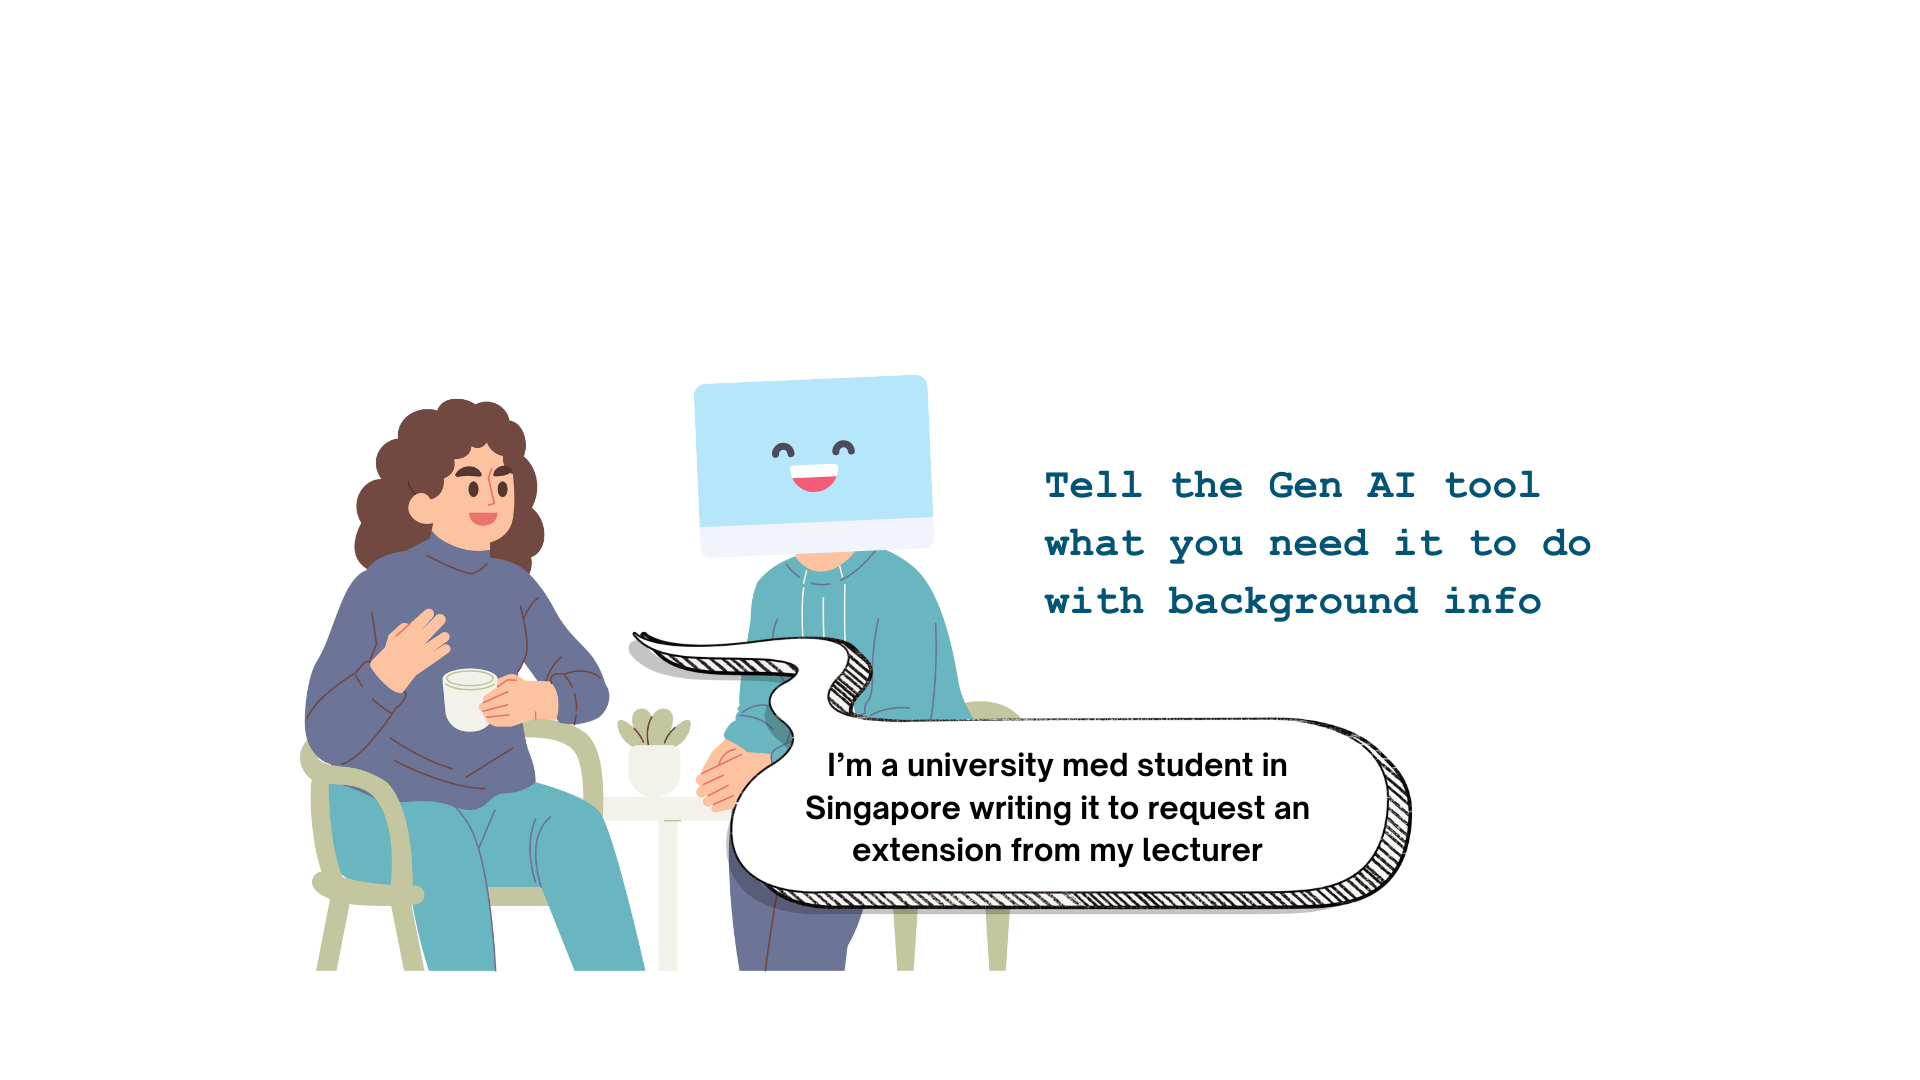 Tell the Gen AI tool
what you need it to do
with background info
I’m a university med student in
Singapore writing it to request an
extension from my lecturer